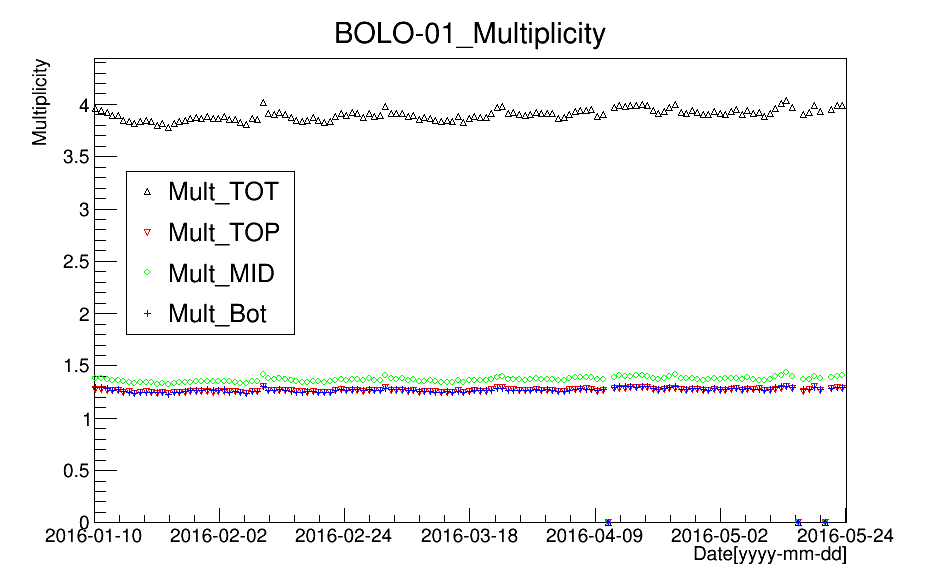 BOLO-01_Multiplicity
Multiplicity
4
3.5
3
2.5
2
1.5
1
0.5
0
Mult_TOT
Mult_TOP
Mult_MID
Mult_Bot
2016-01-10 2016-02-02 2016-02-24 2016-03-18 2016-04-09 2016-05-02 2016-05-24
Date[yyyy-mm-dd]